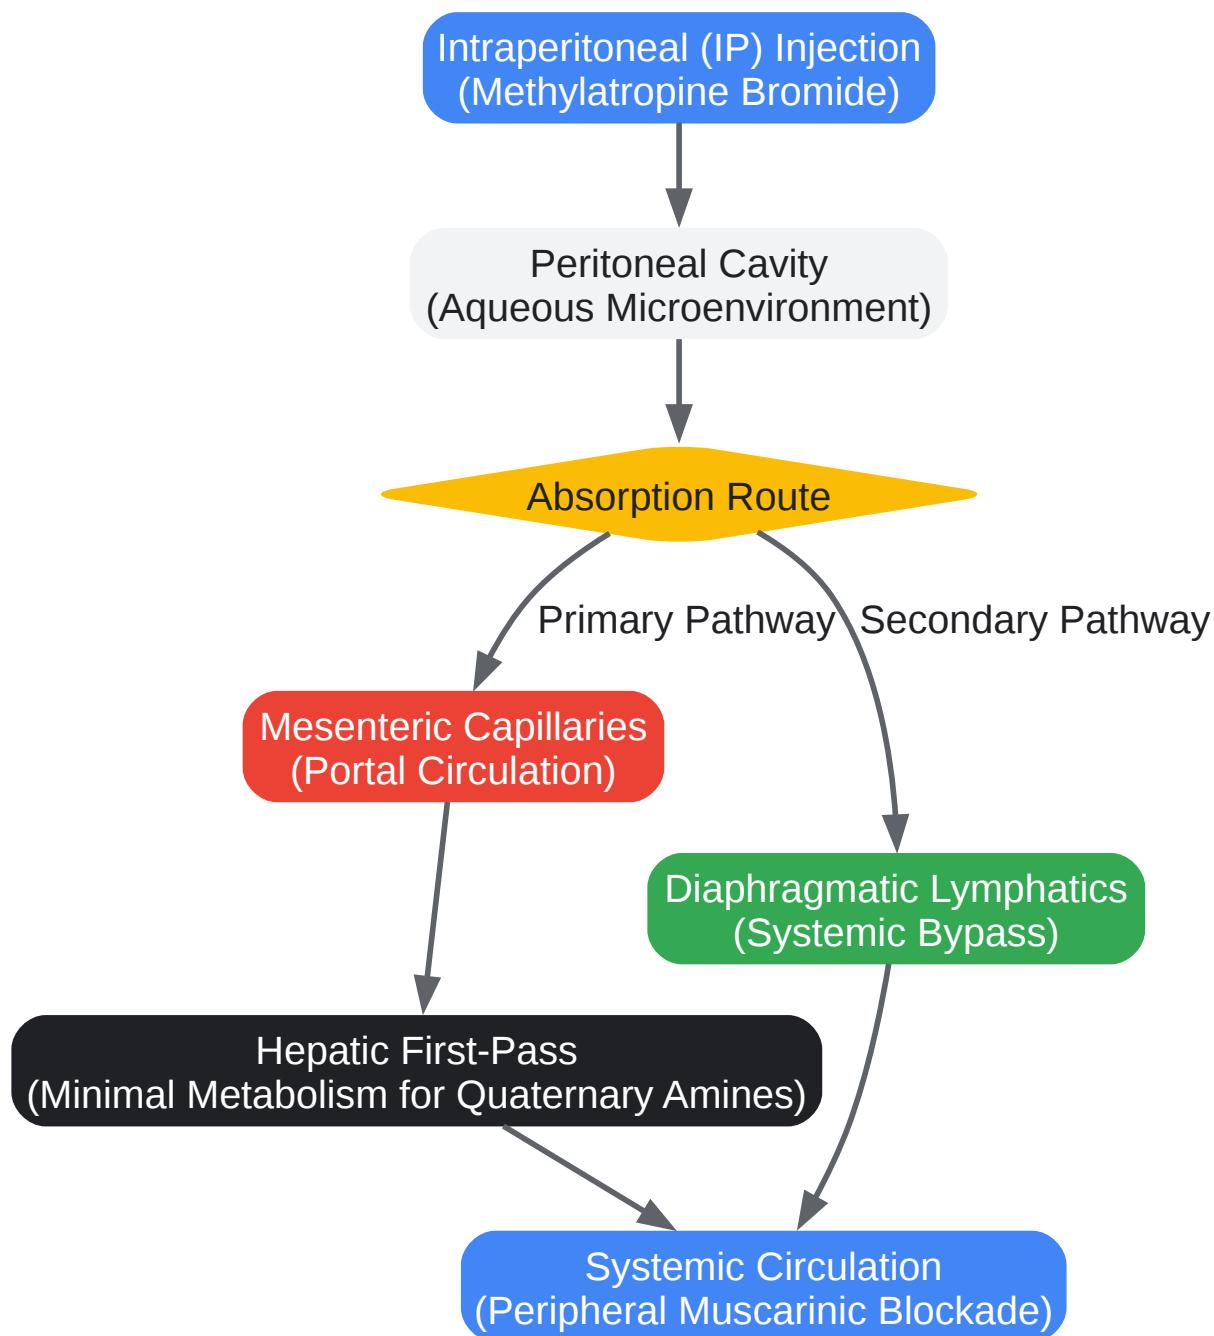 Intraperitoneal (IP) Injection
(Methylatropine Bromide)
Peritoneal Cavity
(Aqueous Microenvironment)
Absorption Route
Primary Pathway
Secondary Pathway
Mesenteric Capillaries
(Portal Circulation)
Diaphragmatic Lymphatics
(Systemic Bypass)
Hepatic First-Pass
(Minimal Metabolism for Quaternary Amines)
Systemic Circulation
(Peripheral Muscarinic Blockade)